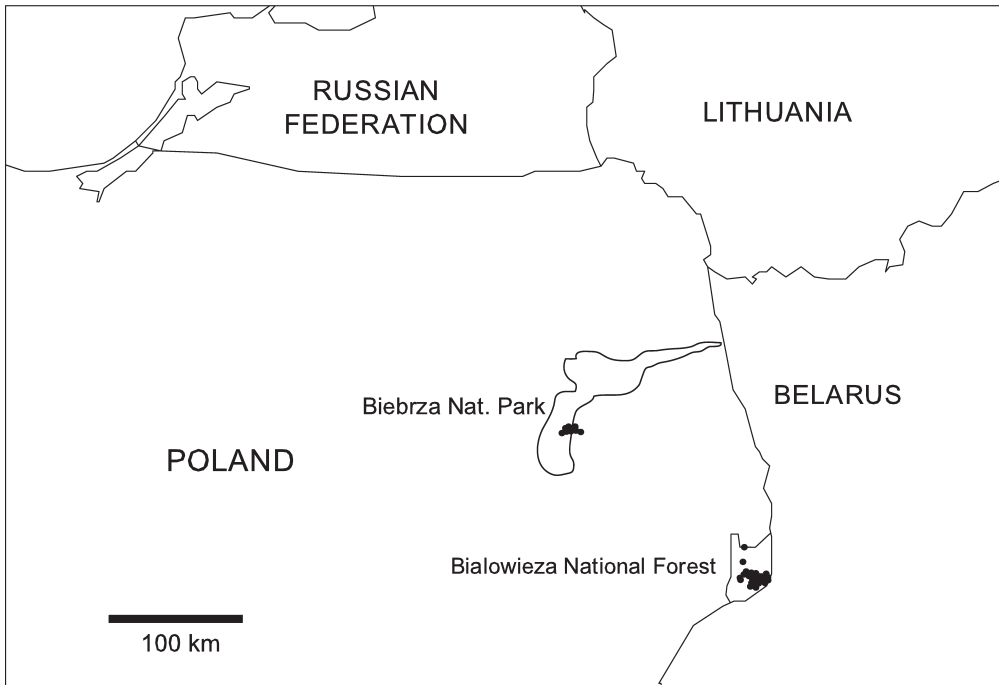 RUSSIAN
FEDERATION
LITHUANIA
BELARUS
Biebrza Nat. Park
POLAND
Bialowieza National Forest
100 km